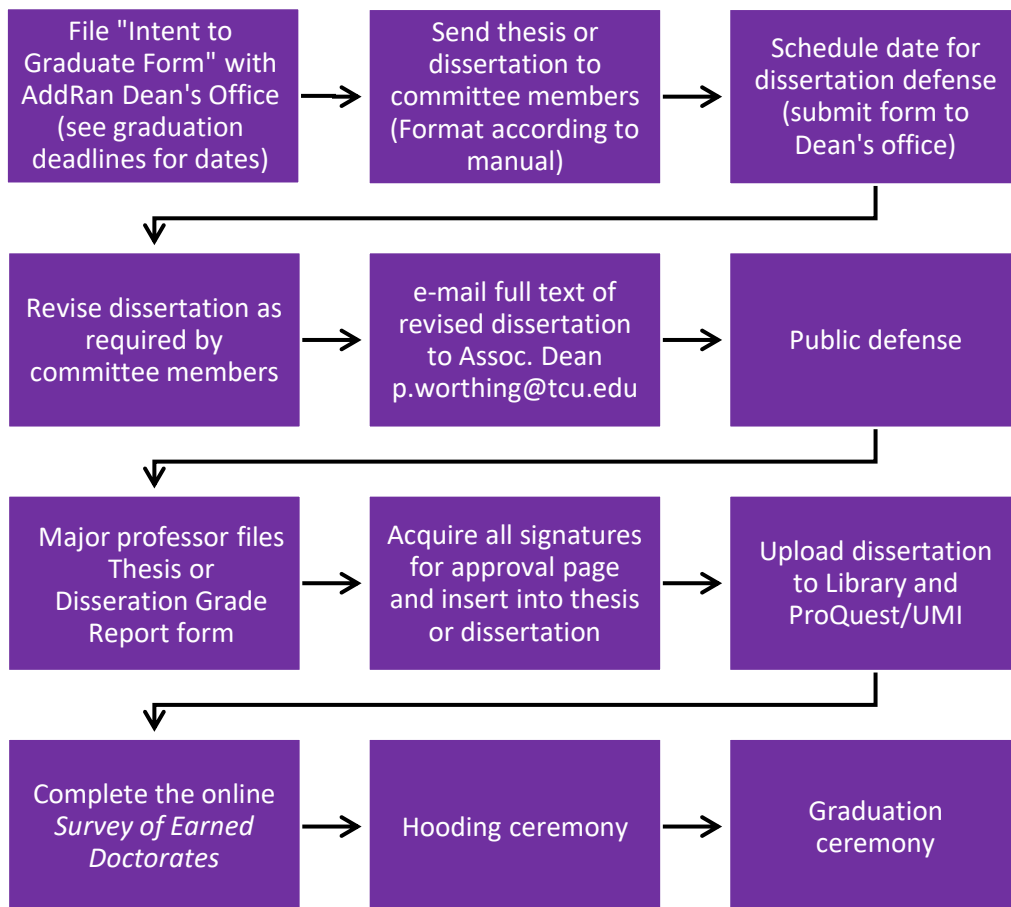 File "Intent to
Graduate Form" with
AddRan Dean's Office
(see graduation
deadlines for dates)
Send thesis or
dissertation to
committee members
(Format according to
manual)
Schedule date for
dissertation defense
(submit form to
Dean's office)
Revise dissertation as
required by
committee members
e-mail full text of
revised dissertation
to Assoc. Dean
p.worthing@tcu.edu
Public defense
Major professor files
Thesis or
Disseration Grade
Report form
Acquire all signatures
for approval page
and insert into thesis
or dissertation
Upload dissertation
to Library and
ProQuest/UMI
Complete the online
Survey of Earned
Doctorates
Hooding ceremony
Graduation
ceremony